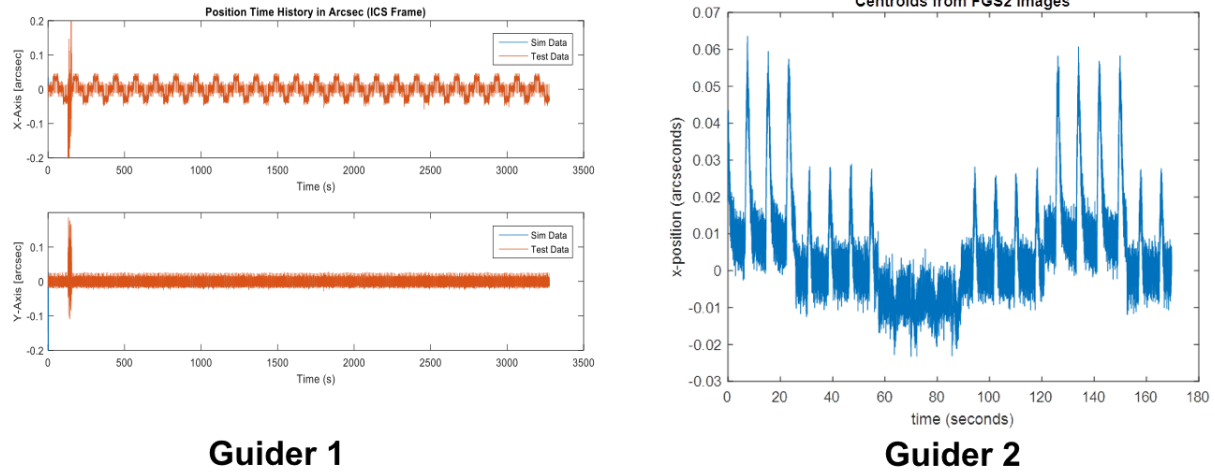 Position Time History in Arcsec (ICS Frame)
0.2
0.1
0
-0.1
-0.2
X-Axis [arcsec]
Sim Data
Test Data
0 500 1000 1500 2000 2500 3000 3500
Time (s)
0.1
0
-0.1
-0.2
Y-Axis [arcsec]
Sim Data
Test Data
0 500 1000 1500 2000 2500 3000 3500
Time (s)
Guider 1
Centroids from FGS2 Images
0.07
0.06
0.05
0.04
0.03
0.02
0.01
0
-0.01
-0.02
-0.03
x-position (arcseconds)
0 20 40 60 80 100 120 140 160 180
time (seconds)
Guider 2